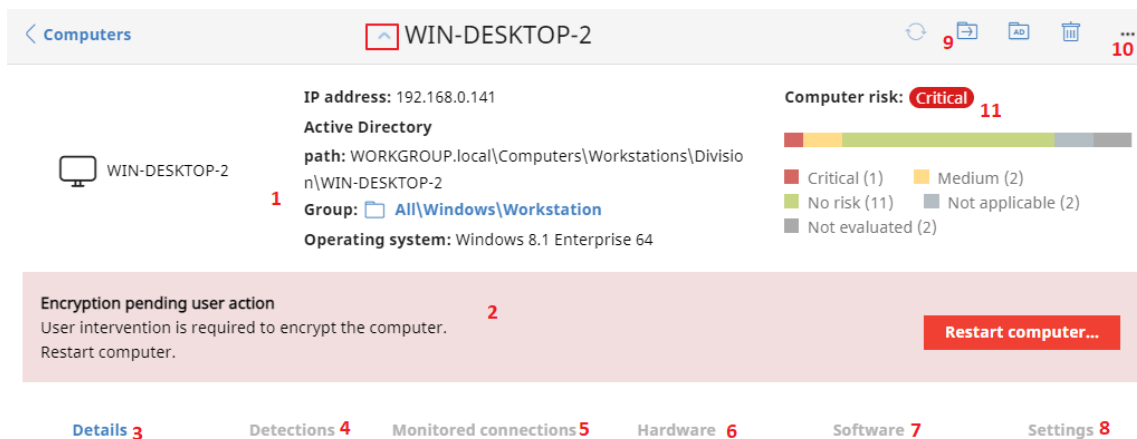 Computers
WIN-DESKTOP-2
9
AD
...
10
WIN-DESKTOP-2
1
IP address: 192.168.0.141
Active Directory
path: WORKGROUP.local\Computers\Workstations\Divisio
n\WIN-DESKTOP-2
Group: All\Windows\Workstation
Operating system: Windows 8.1 Enterprise 64
Computer risk: Critical
11
Critical (1) Medium (2)
No risk (11) Not applicable (2)
Not evaluated (2)
Encryption pending user action
User intervention is required to encrypt the computer.
Restart computer.
2
Restart computer...
Details 3 Detections 4 Monitored connections 5 Hardware 6 Software 7 Settings 8